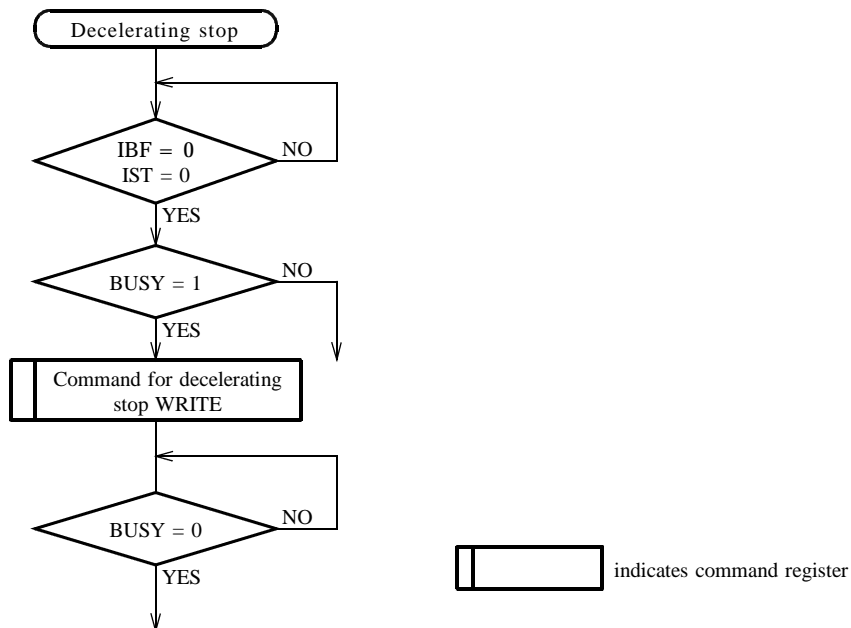 Decelerating stop
IBF = 0
IST = 0
NO
YES
BUSY = 1
NO
YES
Command for decelerating
stop WRITE
BUSY = 0
NO
YES
indicates command register